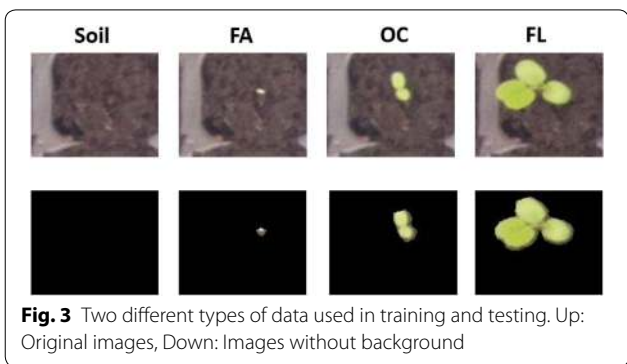 Soil FA OC FL
Fig. 3 Two different types of data used in training and testing. Up:
Original images, Down: Images without background